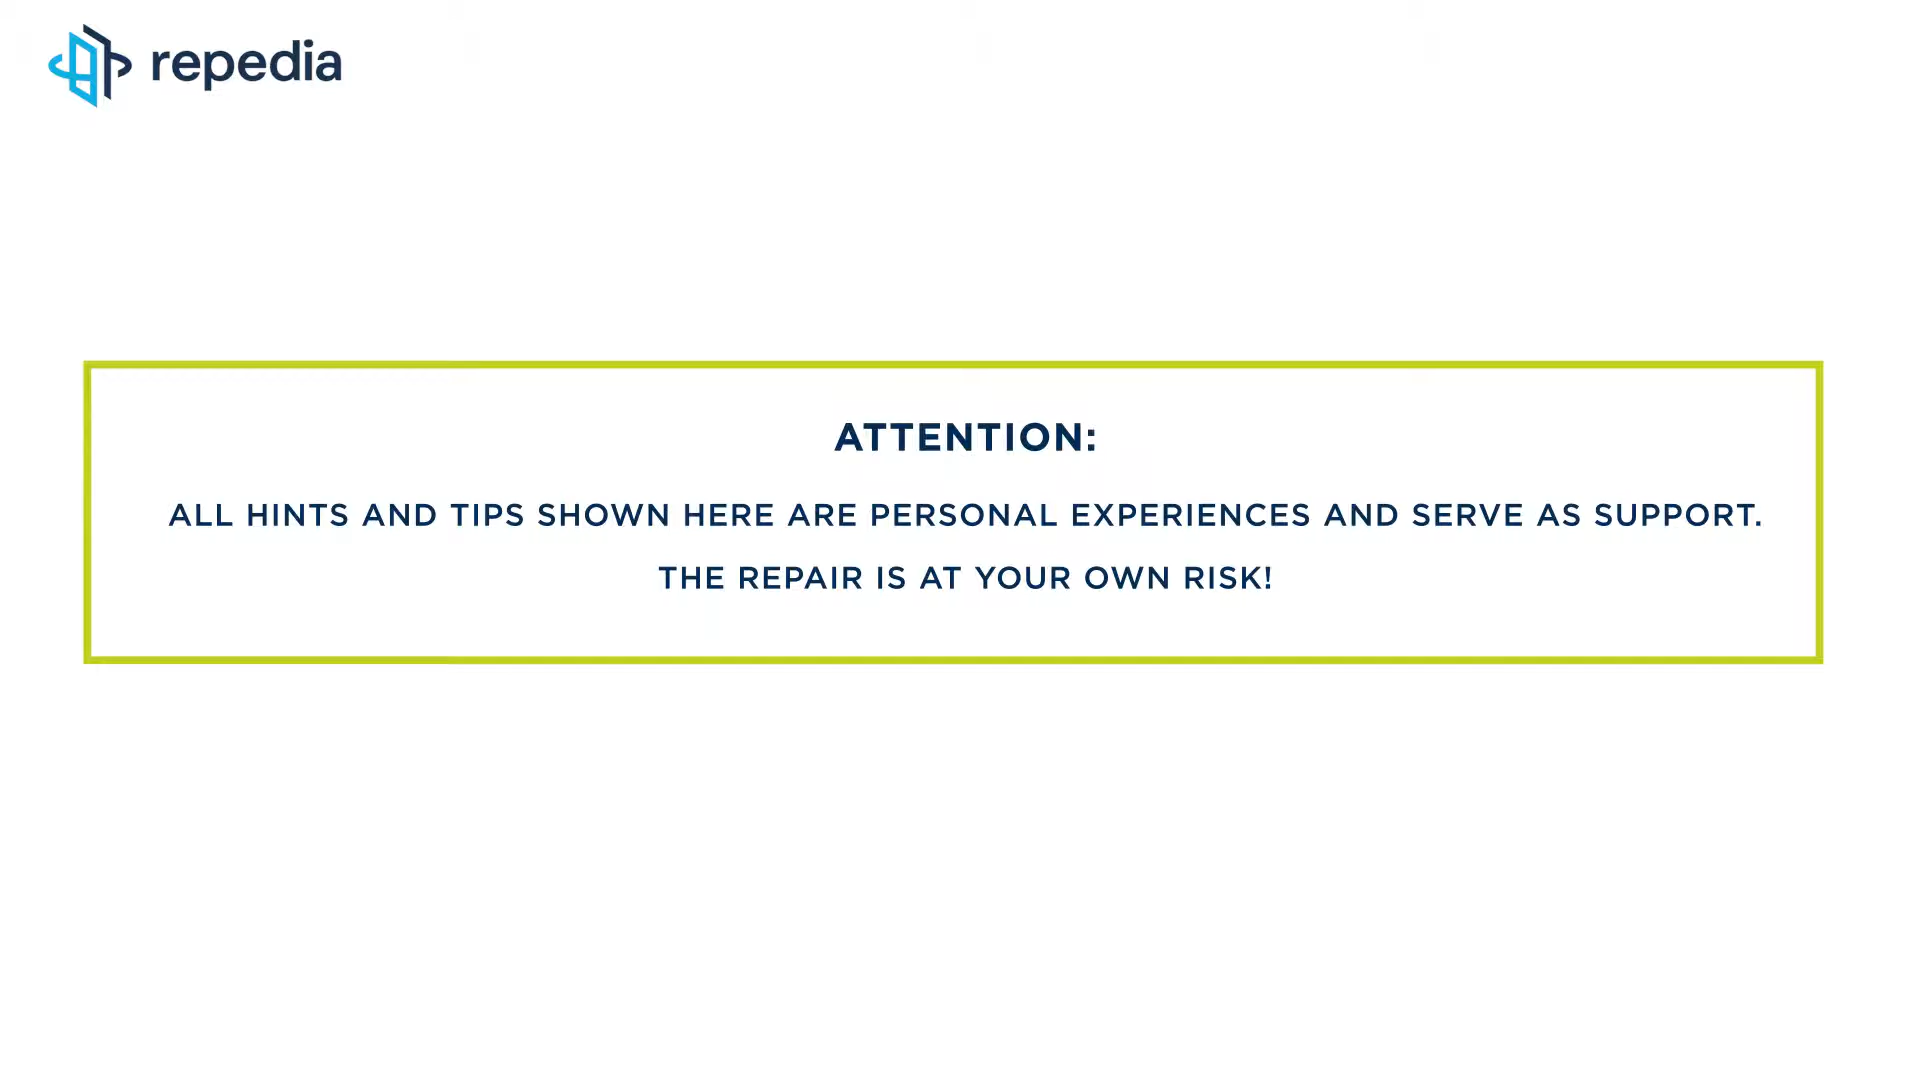 repedia
ATTENTION:
ALL HINTS AND TIPS SHOWN HERE ARE PERSONAL EXPERIENCES AND SERVE AS SUPPORT.
THE REPAIR IS AT YOUR OWN RISK!